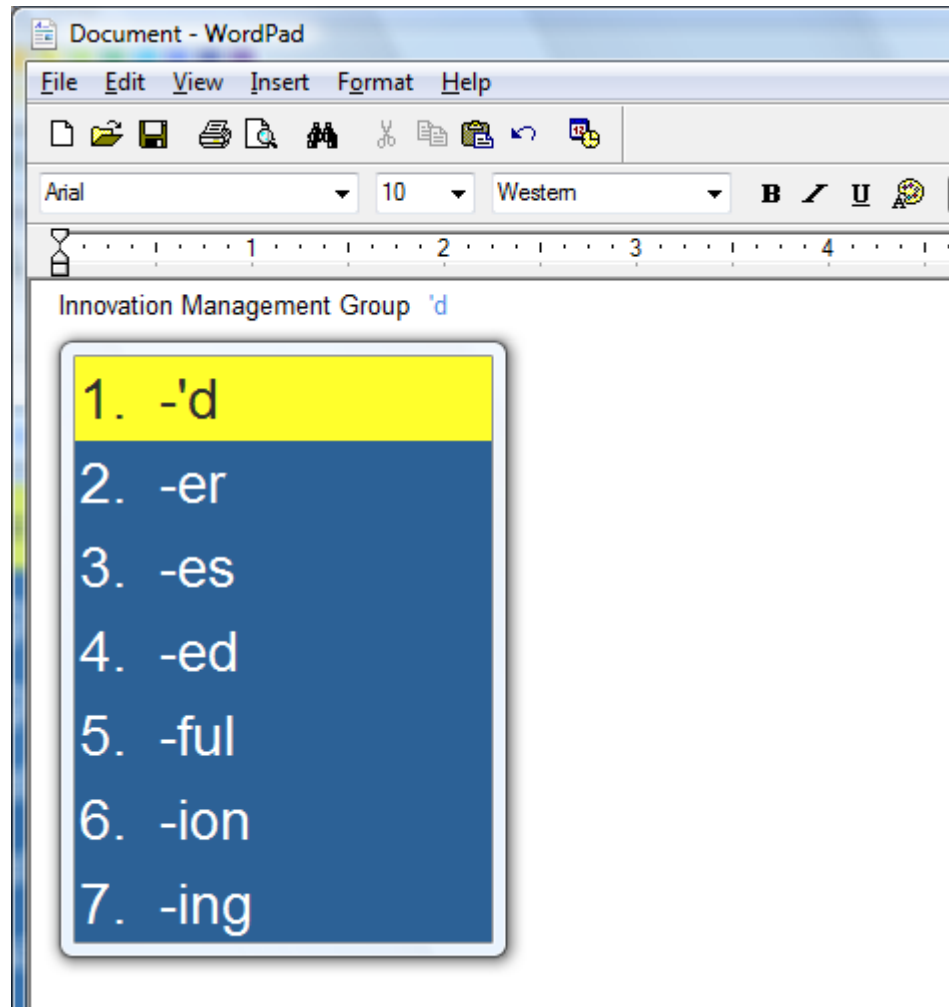 Document - WordPad
File Edit View Insert Format Help
Arial 10 Western B I U
1 2 3 4
Innovation Management Group 'd
1. -'d
2. -er
3. -es
4. -ed
5. -ful
6. -ion
7. -ing